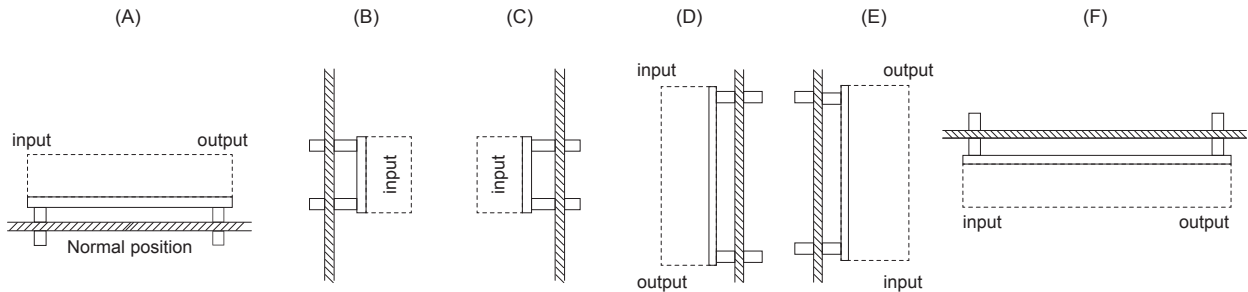 (A)
(B)
(C)
(D)
(E)
(F)
input
output
Normal position
input
input
input
output
output
input
input
output